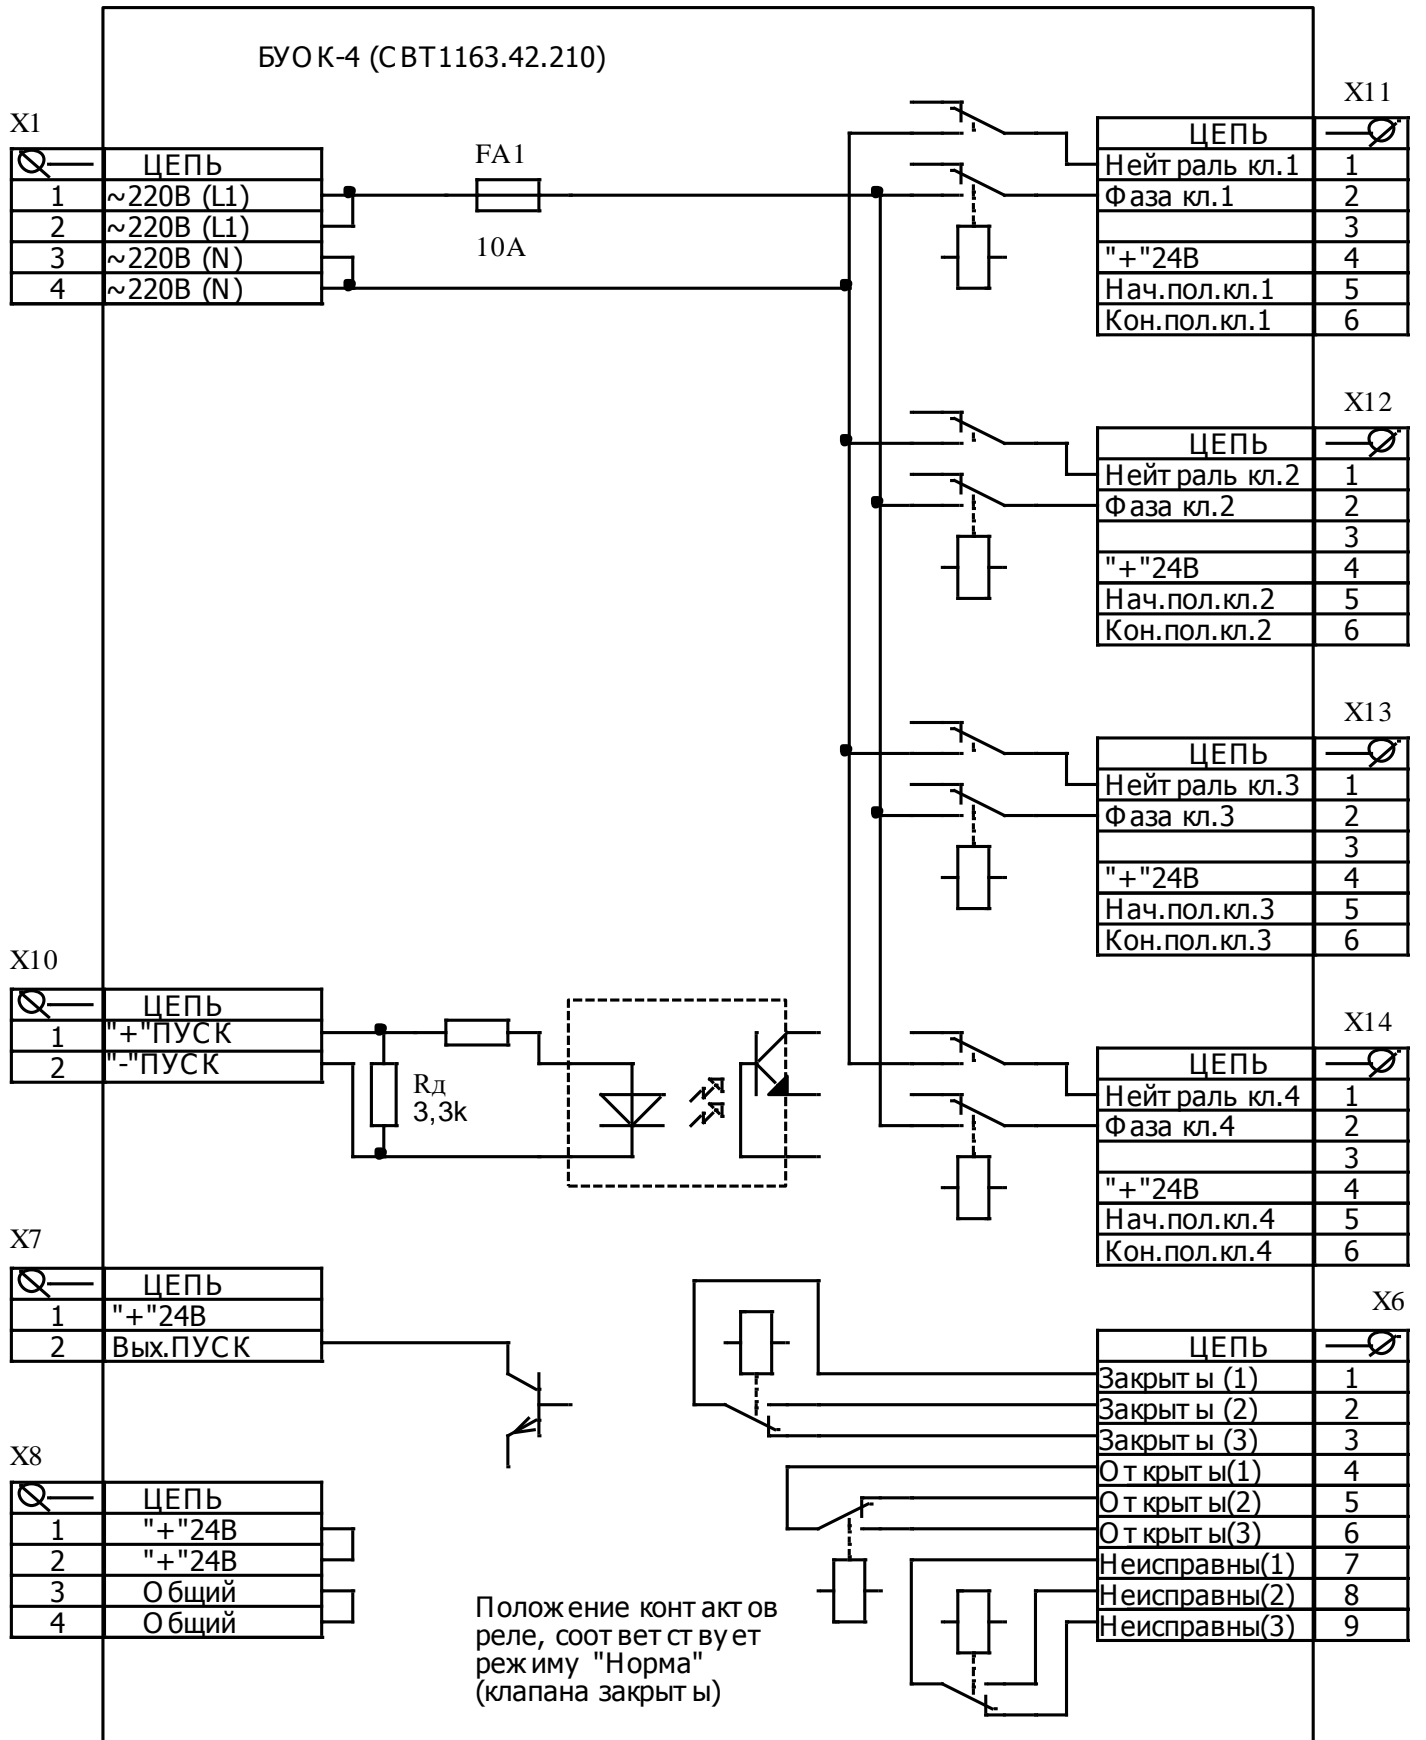 БУОК-4 (СВТ1163.42.210)
X1
ЦЕПЬ
1 ~220В (L1)
2 ~220В (L1)
3 ~220В (N)
4 ~220В (N)
FA1
10A
X11
ЦЕПЬ
Нейтраль кл.1 1
Фаза кл.1 2
3
"+"24В 4
Нач.пол.кл.1 5
Кон.пол.кл.1 6
X12
ЦЕПЬ
Нейтраль кл.2 1
Фаза кл.2 2
3
"+"24В 4
Нач.пол.кл.2 5
Кон.пол.кл.2 6
X13
ЦЕПЬ
Нейтраль кл.3 1
Фаза кл.3 2
3
"+"24В 4
Нач.пол.кл.3 5
Кон.пол.кл.3 6
X10
ЦЕПЬ
1 "+"ПУСК
2 "-"ПУСК
Rд
3,3k
X14
ЦЕПЬ
Нейтраль кл.4 1
Фаза кл.4 2
3
"+"24В 4
Нач.пол.кл.4 5
Кон.пол.кл.4 6
X7
ЦЕПЬ
1 "+"24В
2 Вых.ПУСК
X6
ЦЕПЬ
Закрыты (1) 1
Закрыты (2) 2
Закрыты (3) 3
Открыты(1) 4
Открыты(2) 5
Открыты(3) 6
Неисправны(1) 7
Неисправны(2) 8
Неисправны(3) 9
X8
ЦЕПЬ
1 "+"24В
2 "+"24В
3 Общий
4 Общий
Положение контактов
реле, соответствует
режиму "Норма"
(клапана закрыты)